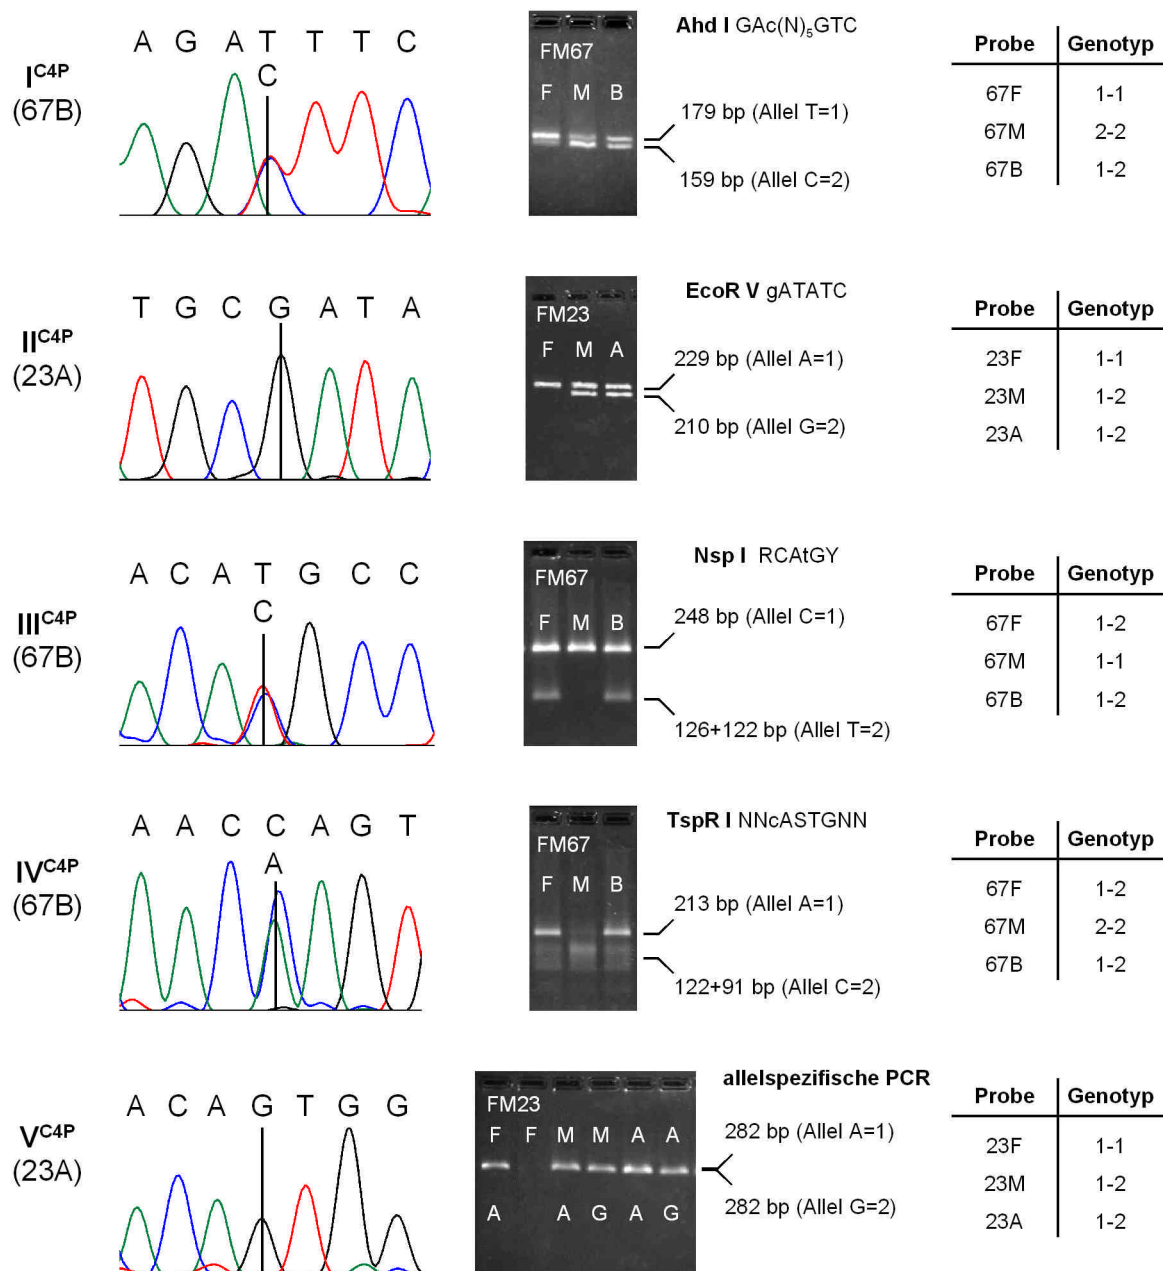 I^C4P
(67B)
A G A T T T C
C
FM67
F M B
Ahd I GAc(N)₅GTC
179 bp (Allel T=1)
159 bp (Allel C=2)
Probe Genotyp
67F 1-1
67M 2-2
67B 1-2
II^C4P
(23A)
T G C G A T A
FM23
F M A
EcoR V gATATC
229 bp (Allel A=1)
210 bp (Allel G=2)
Probe Genotyp
23F 1-1
23M 1-2
23A 1-2
III^C4P
(67B)
A C A T G C C
C
FM67
F M B
Nsp I RCAtGY
248 bp (Allel C=1)
126+122 bp (Allel T=2)
Probe Genotyp
67F 1-2
67M 1-1
67B 1-2
IV^C4P
(67B)
A A C C A G T
A
FM67
F M B
TspR I NNcASTGNN
213 bp (Allel A=1)
122+91 bp (Allel C=2)
Probe Genotyp
67F 1-2
67M 2-2
67B 1-2
V^C4P
(23A)
A C A G T G G
FM23
F F M M A A
A A G A G
allelspezifische PCR
282 bp (Allel A=1)
282 bp (Allel G=2)
Probe Genotyp
23F 1-1
23M 1-2
23A 1-2